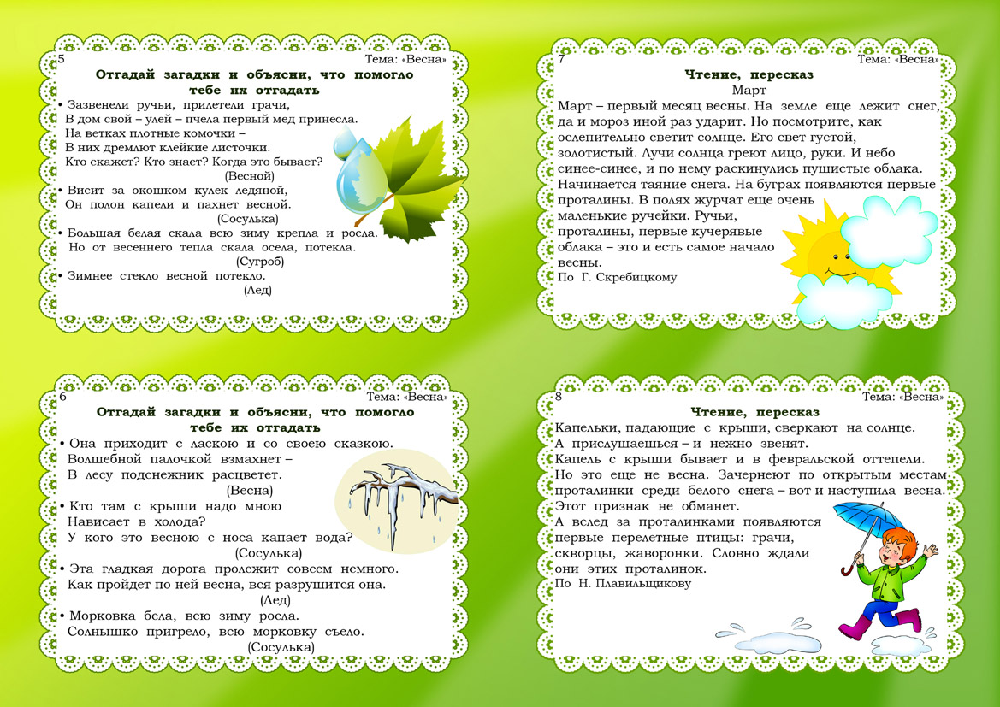 5 Тема: «Весна»
Отгадай загадки и объясни, что помогло
тебе их отгадать
• Зазвенели ручьи, прилетели грачи,
В дом свой – улей – пчела первый мед принесла.
На ветках плотные комочки –
В них дремлют клейкие листочки.
Кто скажет? Кто знает? Когда это бывает?
(Весной)
• Висит за окошком кулек ледяной,
Он полон капели и пахнет весной.
(Сосулька)
• Большая белая скала всю зиму крепла и росла.
Но от весеннего тепла скала осела, потекла.
(Сугроб)
• Зимнее стекло весной потекло.
(Лед)
6 Тема: «Весна»
Отгадай загадки и объясни, что помогло
тебе их отгадать
• Она приходит с ласкою и со своею сказкою.
Волшебной палочкой взмахнет –
В лесу подснежник расцветет.
(Весна)
• Кто там с крыши надо мною
Нависает в холода?
У кого это весною с носа капает вода?
(Сосулька)
• Эта гладкая дорога пролежит совсем немного.
Как пройдет по ней весна, вся разрушится она.
(Лед)
• Морковка бела, всю зиму росла.
Солнышко пригрело, всю морковку съело.
(Сосулька)
7 Тема: «Весна»
Чтение, пересказ
Март
Март – первый месяц весны. На земле еще лежит снег,
да и мороз иной раз ударит. Но посмотрите, как
ослепительно светит солнце. Его свет густой,
золотистый. Лучи солнца греют лицо, руки. И небо
синее-синее, и по нему раскинулись пушистые облака.
Начинается таяние снега. На буграх появляются первые
проталины. В полях журчат еще очень
маленькие ручейки. Ручьи,
проталины, первые кучерявые
облака – это и есть самое начало
весны.
По Г. Скребицкому
8 Тема: «Весна»
Чтение, пересказ
Капельки, падающие с крыши, сверкают на солнце.
А прислушаешься – и нежно звенят.
Капель с крыши бывает и в февральской оттепели.
Но это еще не весна. Зачернеют по открытым местам
проталинки среди белого снега – вот и наступила весна.
Этот признак не обманет.
А вслед за проталинками появляются
первые перелетные птицы: грачи,
скворцы, жаворонки. Словно ждали
они этих проталинок.
По Н. Плавильщикову